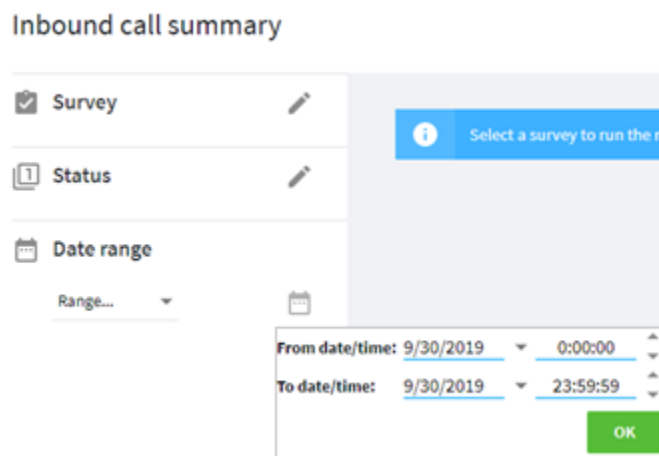 Inbound call summary
Survey
Select a survey to run the
1
Status
Date range
Range...
From date/time: 9/30/2019 0:00:00
To date/time: 9/30/2019 23:59:59
OK